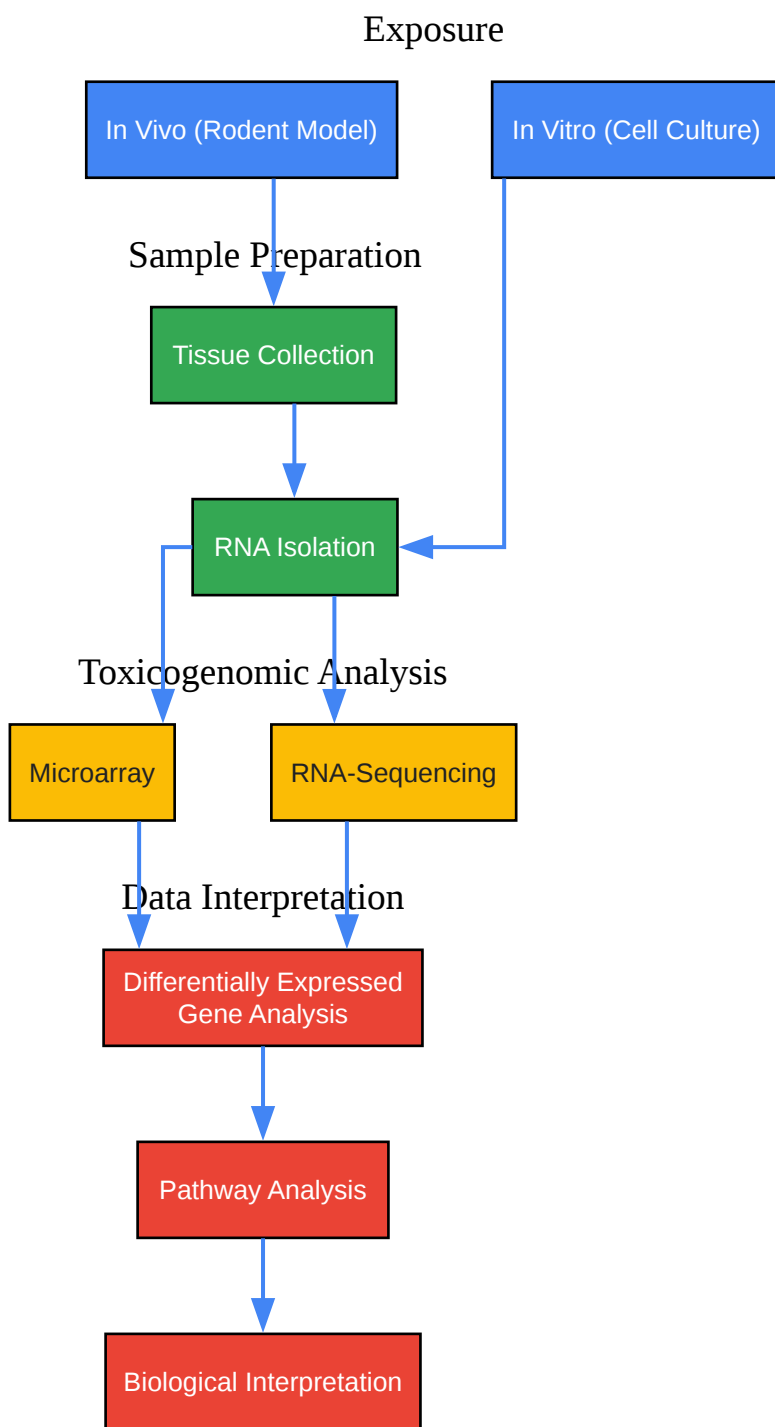 Exposure
In Vivo (Rodent Model)
In Vitro (Cell Culture)
Sample Preparation
Tissue Collection
RNA Isolation
Toxicogenomic Analysis
Microarray
RNA-Sequencing
Data Interpretation
Differentially Expressed
Gene Analysis
Pathway Analysis
Biological Interpretation